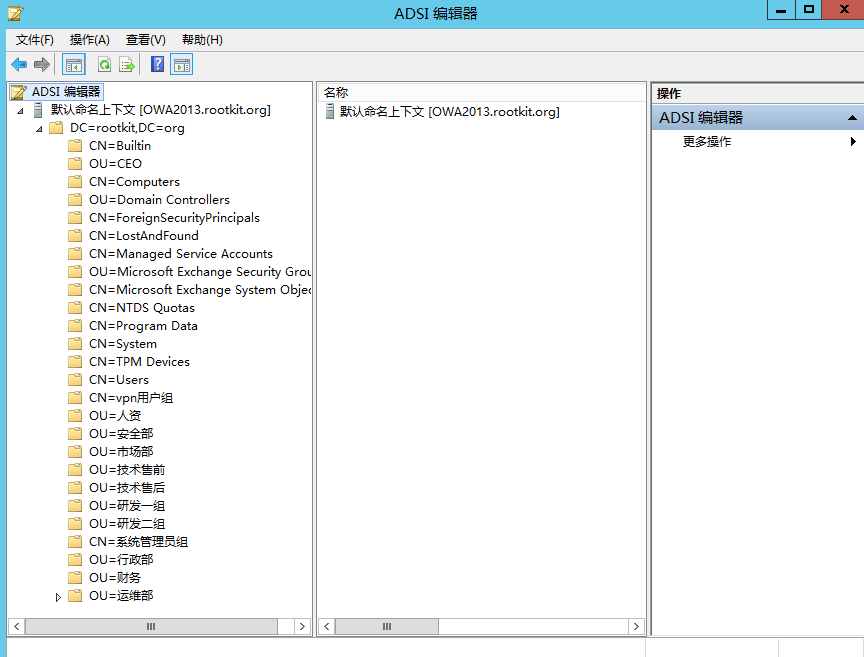 ADSI 编辑器
文件(F) 操作(A) 查看(V) 帮助(H)
ADSI 编辑器
默认命名上下文 [OWA2013.rootkit.org]
DC=rootkit,DC=org
CN=Builtin
OU=CEO
CN=Computers
OU=Domain Controllers
CN=ForeignSecurityPrincipals
CN=LostAndFound
CN=Managed Service Accounts
OU=Microsoft Exchange Security Grou
CN=Microsoft Exchange System Objec
CN=NTDS Quotas
CN=Program Data
CN=System
CN=TPM Devices
CN=Users
CN=vpn用户组
OU=人资
OU=安全部
OU=市场部
OU=技术售前
OU=技术售后
OU=研发一组
OU=研发二组
CN=系统管理员组
OU=行政部
OU=财务
OU=运维部
名称
默认命名上下文 [OWA2013.rootkit.org]
操作
ADSI 编辑器
更多操作